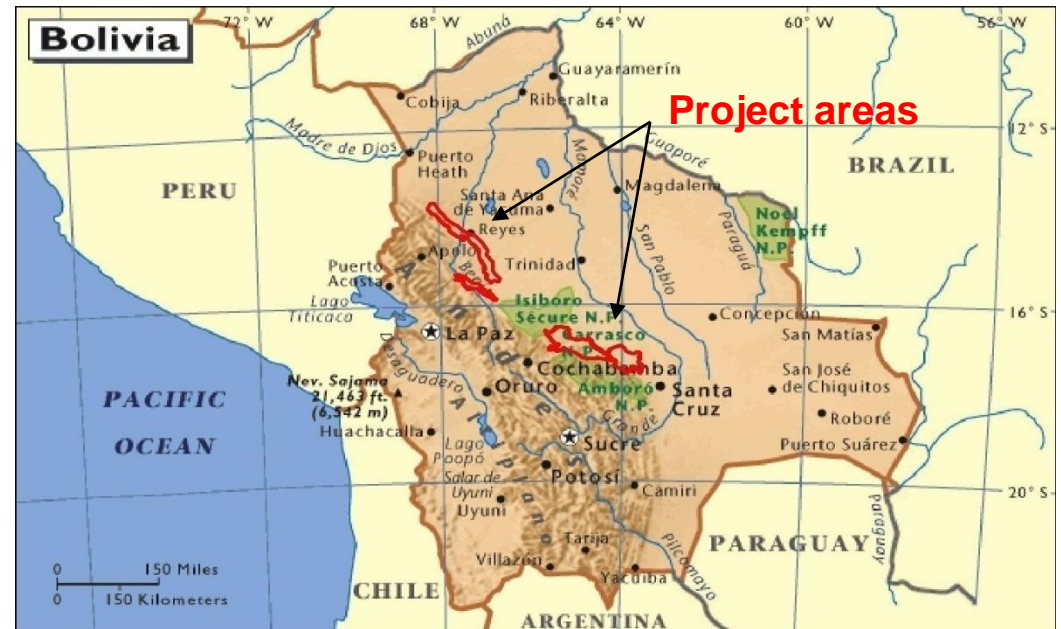 Bolivia
72°W
68°W
64°W
60°W
56°W
Abuná
Guayaramerín
Cobija
Riberalta
Project areas
12°S
Madre de Dios
Puerto
Heath
Mamoré
Guaporé
BRAZIL
PERU
Santa Ana
de Yacuma
Magdalena
Reyes
San Pablo
Paraguá
Noel
Kempff
N.P.
Apolo
Trinidad
Puerto
Acosta
Beni
Lago
Titicaca
Isiboro
Sécure N.P.
Concepción
16°S
La Paz
Carrasco
N.P.
San Matías
Andes
Desaguadero
Cochabamba
San José
de Chiquitos
Nev. Sajama
21,463 ft.
(6,542 m)
Oruro
Amboró
N.P.
Santa
Cruz
PACIFIC
OCEAN
Altiplano
Grande
Roboré
Huachacalla
Sucre
Puerto Suárez
Lago
Poopó
Potosí
Salar de
Uyuni
Uyuni
Camiri
20°S
Paraguay
Tarija
PARAGUAY
Pilcomayo
Villazón
Yacuiba
0 150 Miles
0 150 Kilometers
CHILE
ARGENTINA